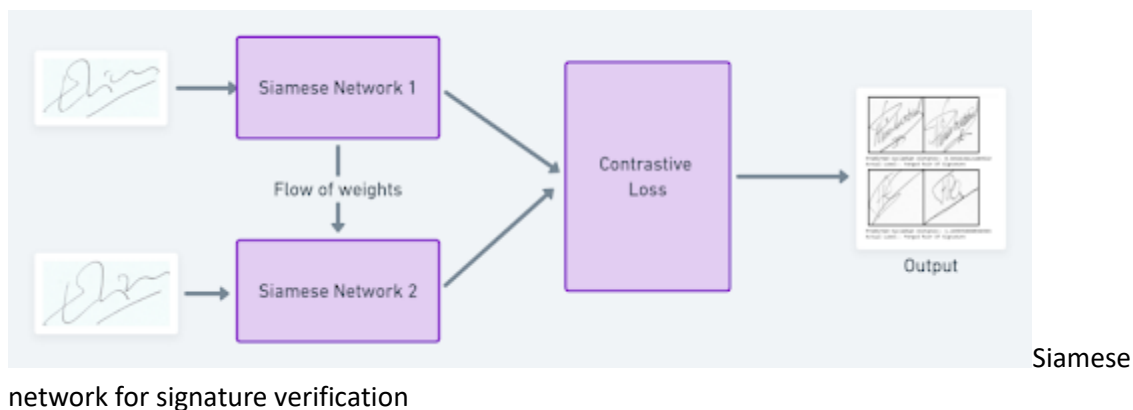 Siamese Network 1
Flow of weights
Siamese Network 2
Contrastive
Loss
Output
Siamese
network for signature verification